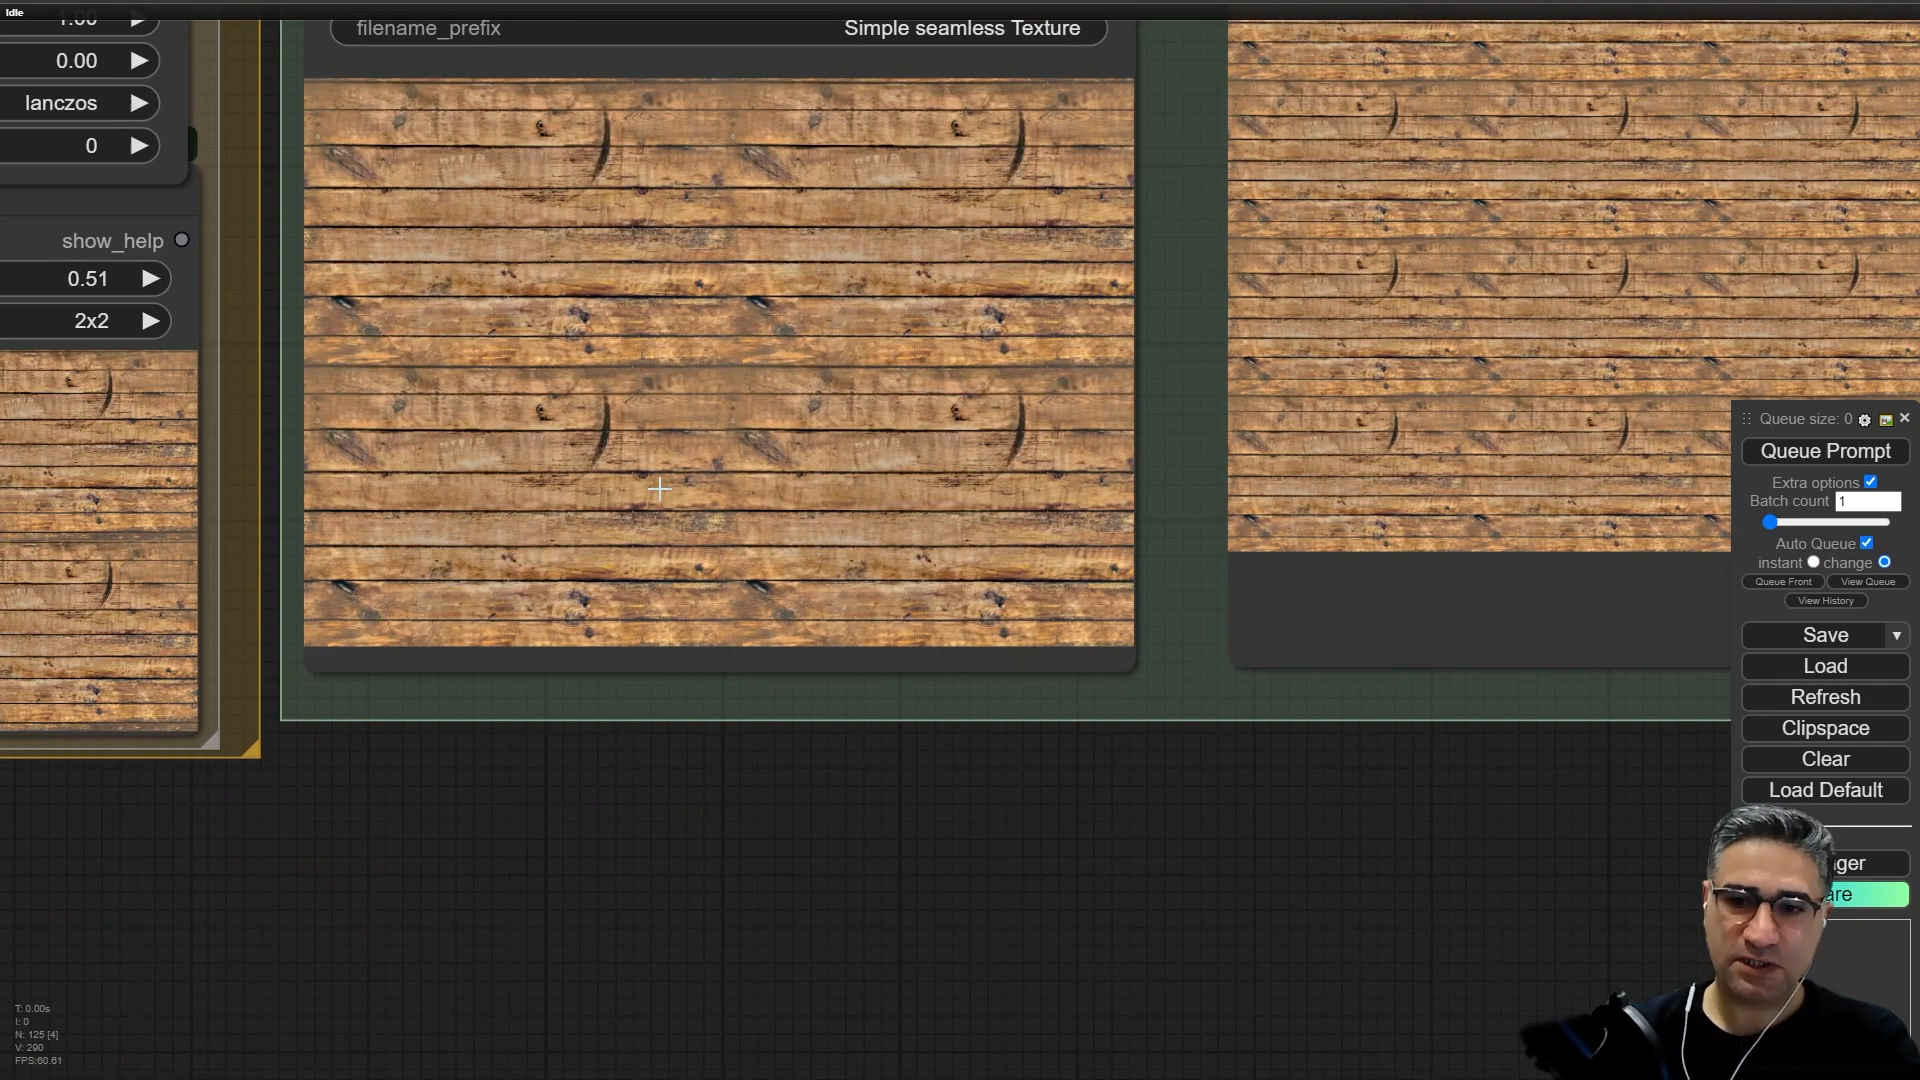 Idle
1.00
0.00
lanczos
0
show_help
0.51
2x2
filename_prefix Simple seamless Texture
Queue size: 0
Queue Prompt
Extra options
Batch count 1
Auto Queue
instant change
Queue Front View Queue
View History
Save
Load
Refresh
Clipspace
Clear
Load Default
ger
are
T: 0.00s
I: 0
N: 125 [4]
V: 290
FPS:60.61